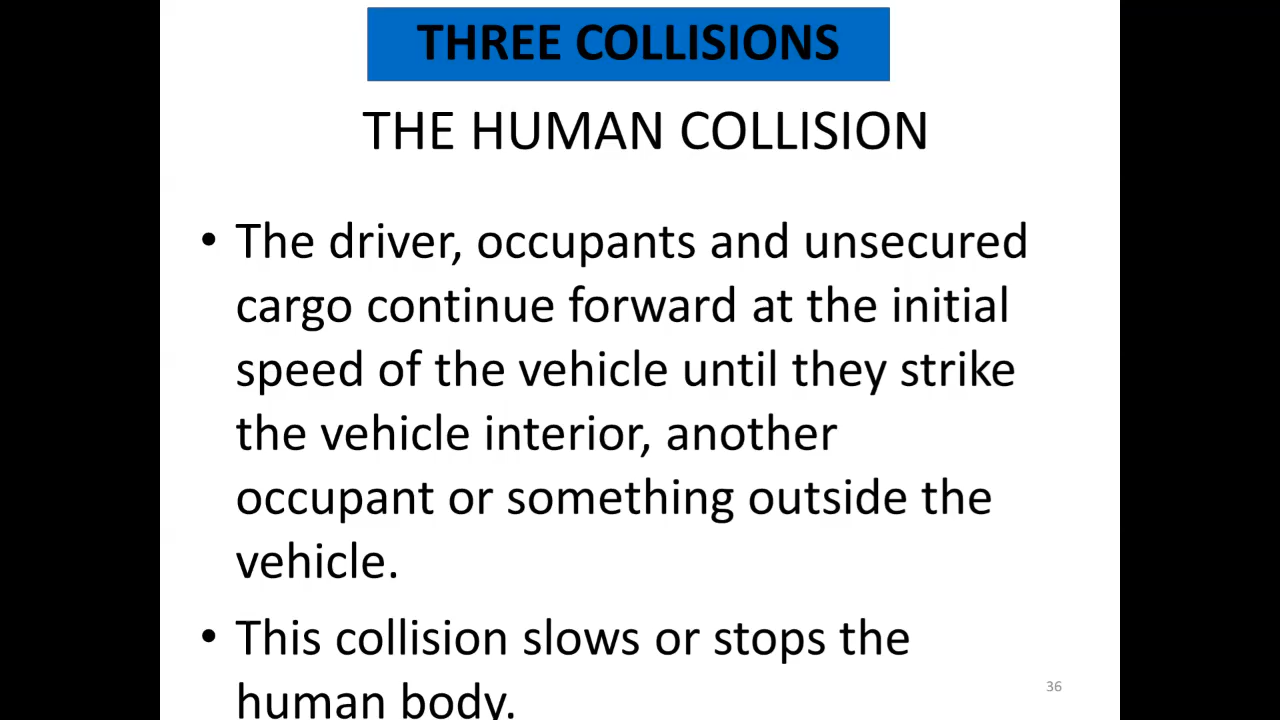 THREE COLLISIONS
THE HUMAN COLLISION
• The driver, occupants and unsecured
cargo continue forward at the initial
speed of the vehicle until they strike
the vehicle interior, another
occupant or something outside the
vehicle.
• This collision slows or stops the
human body.
36